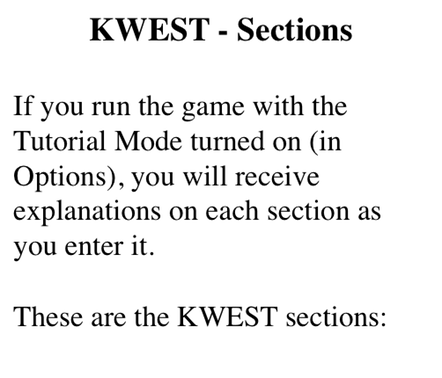 KWEST - Sections
If you run the game with the
Tutorial Mode turned on (in
Options), you will receive
explanations on each section as
you enter it.
These are the KWEST sections: